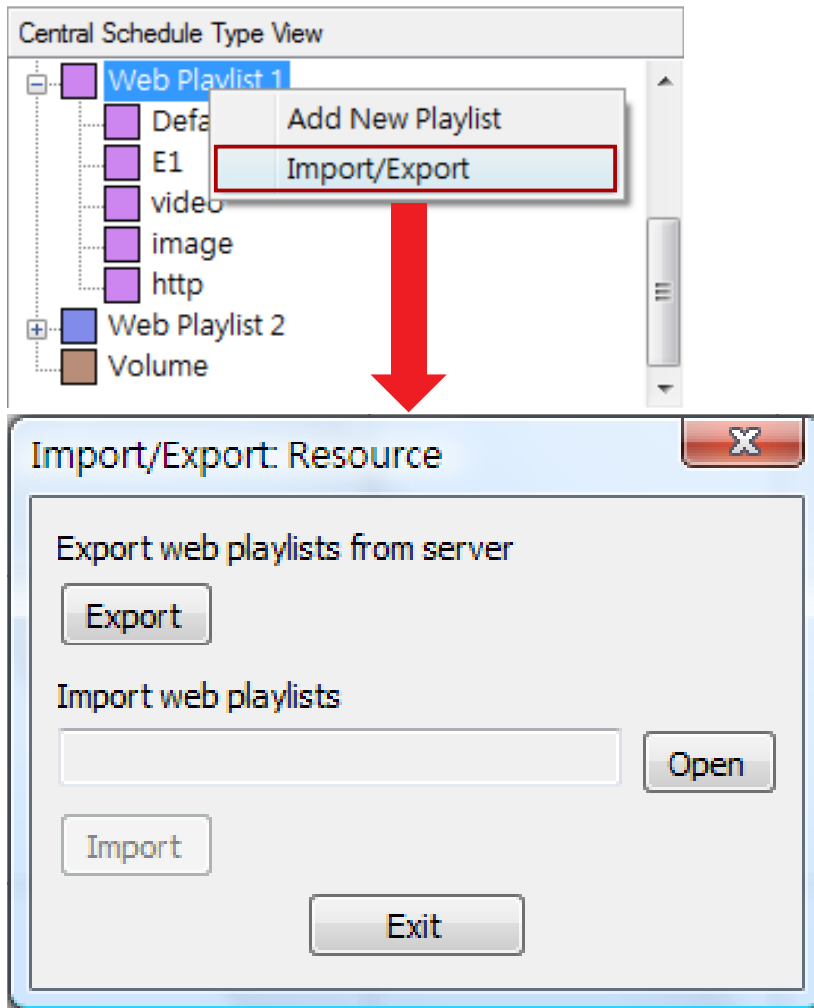 Central Schedule Type View
Web Playlist 1
Add New Playlist
Defa
E1
Import/Export
video
image
http
Web Playlist 2
Volume
Import/Export: Resource
Export web playlists from server
Export
Import web playlists
Open
Import
Exit